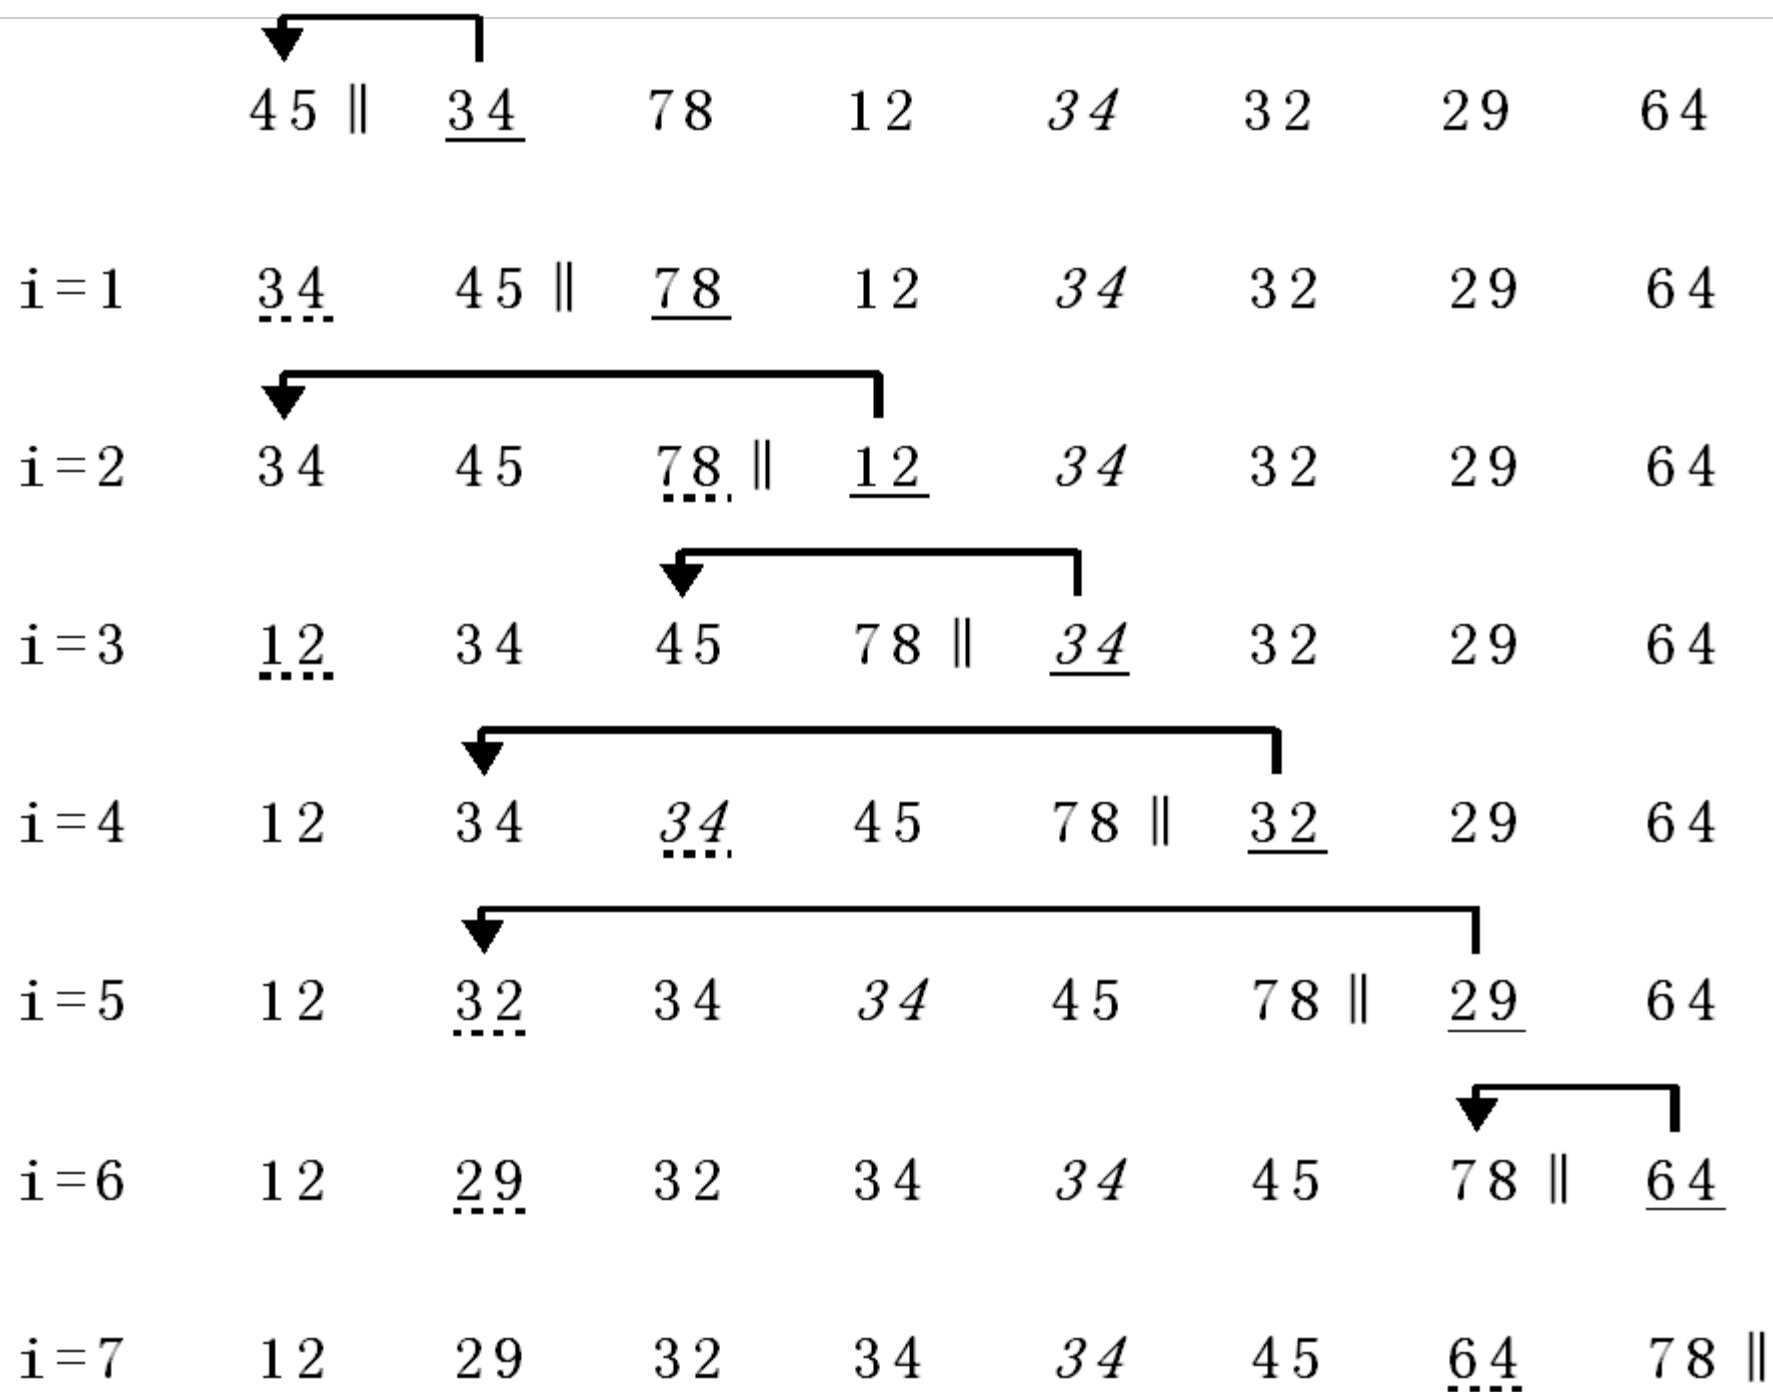 45 || 34 78 12 34 32 29 64
i=1 34 45 || 78 12 34 32 29 64
i=2 34 45 78 || 12 34 32 29 64
i=3 12 34 45 78 || 34 32 29 64
i=4 12 34 34 45 78 || 32 29 64
i=5 12 32 34 34 45 78 || 29 64
i=6 12 29 32 34 34 45 78 || 64
i=7 12 29 32 34 34 45 64 78 ||